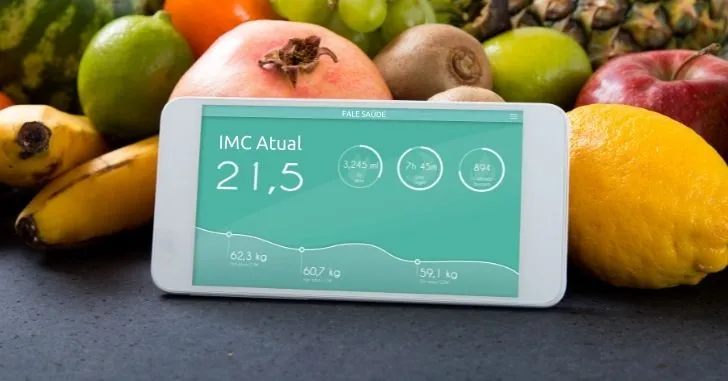 FALE SAÚDE
IMC Atual
21,5
3,245 ml
7h 45m
894
62,3 kg
60,7 kg
59,1 kg